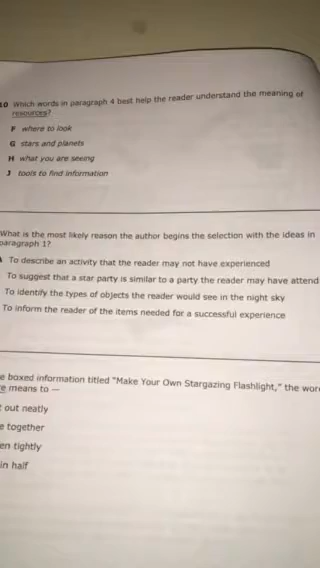 10 Which words in paragraph 4 best help the reader understand the meaning of
resources?
F where to look
G stars and planets
H what you are seeing
J tools to find information
What is the most likely reason the author begins the selection with the ideas in
paragraph 1?
To describe an activity that the reader may not have experienced
To suggest that a star party is similar to a party the reader may have attend
To identify the types of objects the reader would see in the night sky
To inform the reader of the items needed for a successful experience
boxed information titled “Make Your Own Stargazing Flashlight,” the
means to —
out neatly
together
tightly
in half